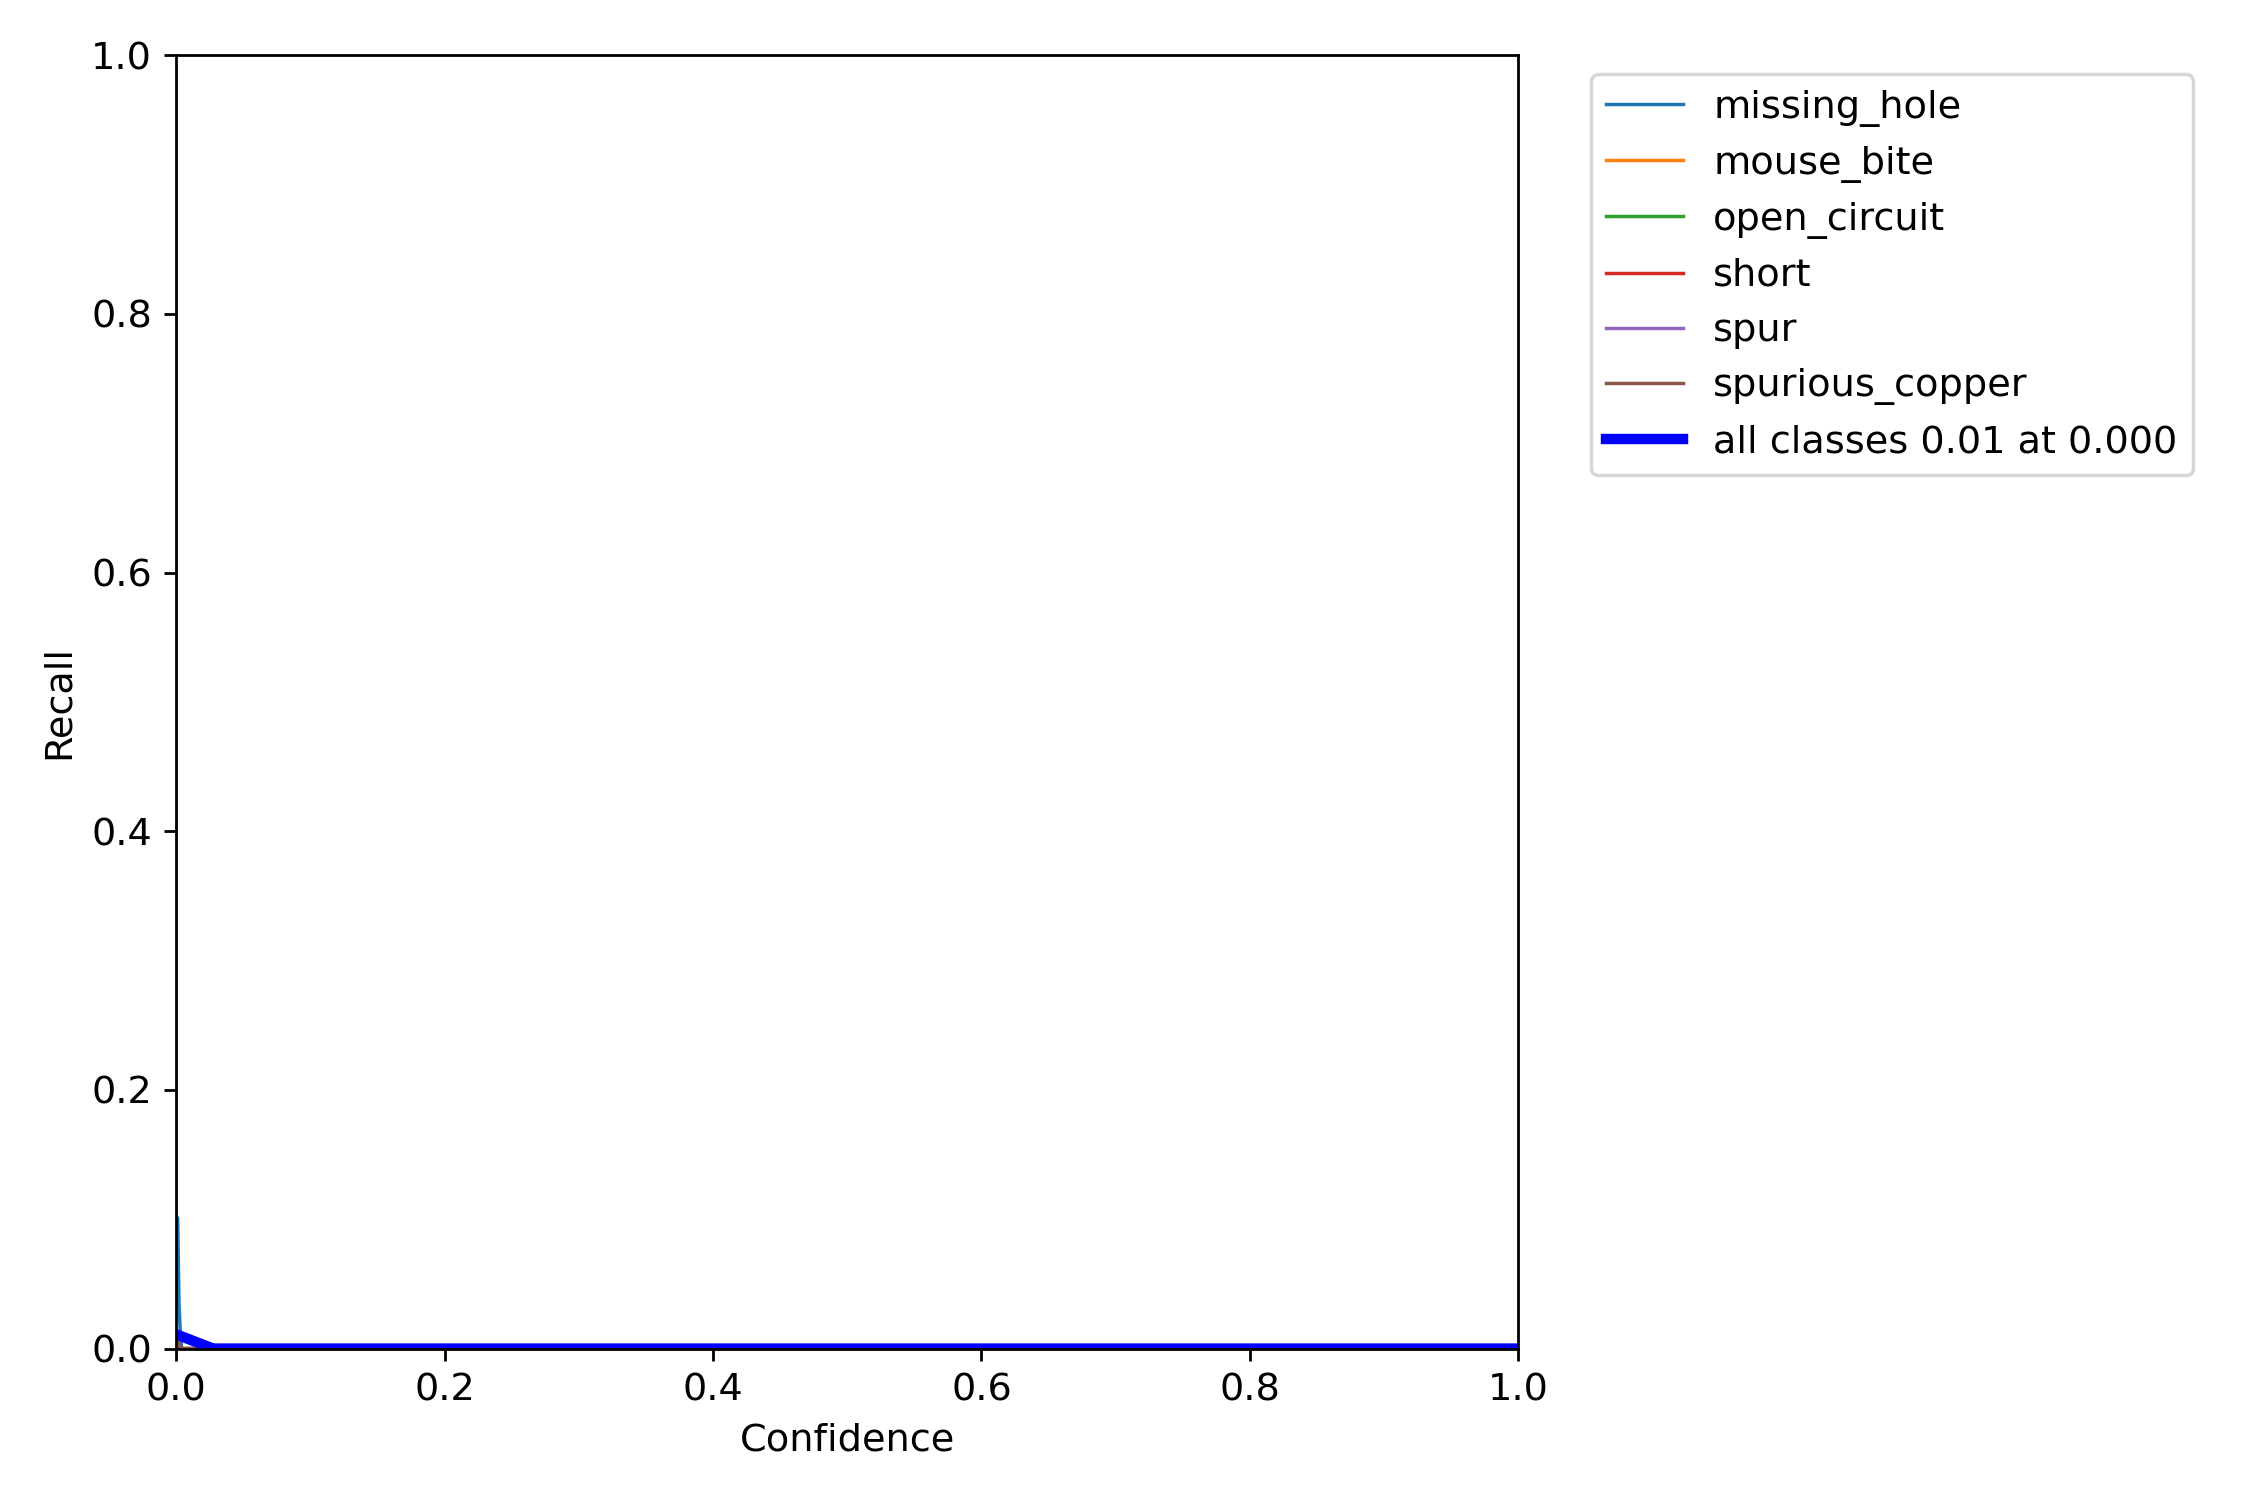 1.0
0.8
0.6
0.4
0.2
0.0
Recall
0.0 0.2 0.4 0.6 0.8 1.0
Confidence
missing_hole
mouse_bite
open_circuit
short
spur
spurious_copper
all classes 0.01 at 0.000